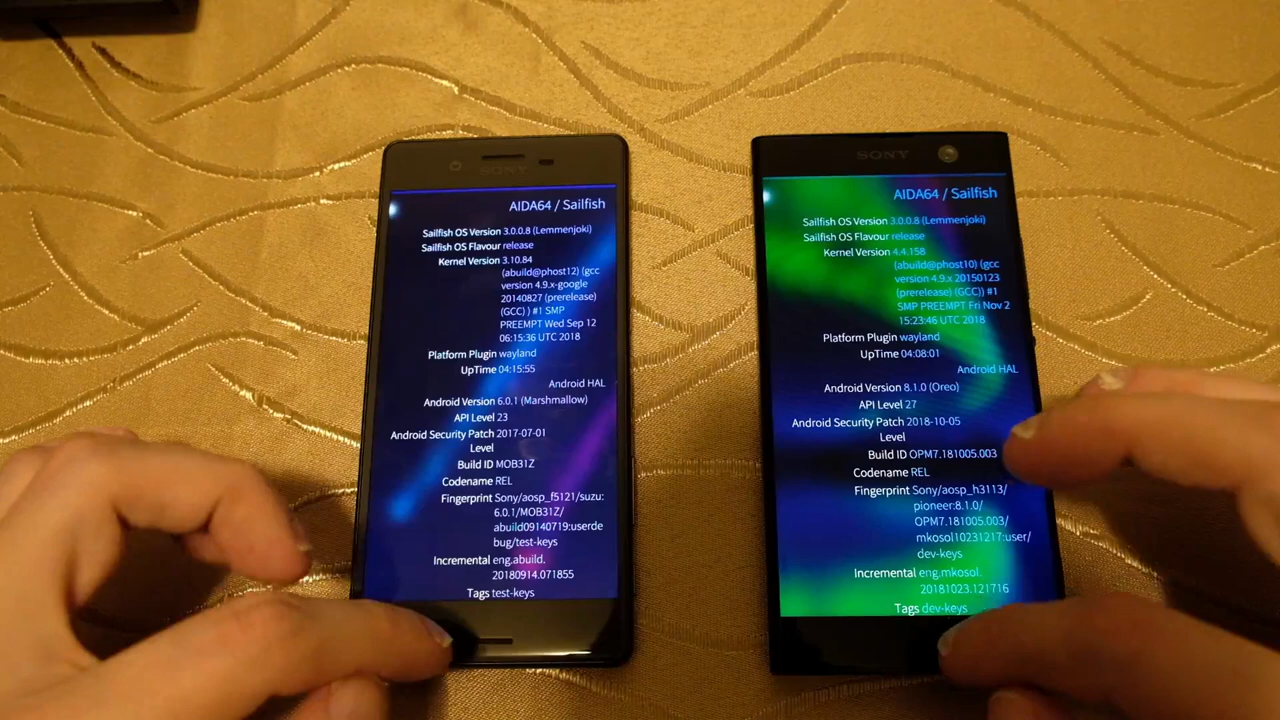 SONY
AIDA64 / Sailfish
Sailfish OS Version 3.0.0.8 (Lemmenjoki)
Sailfish OS Flavour release
Kernel Version 3.10.84
(abuild@phost12) (gcc
version 4.9.x-google
20140827 (prerelease)
(GCC) ) #1 SMP
PREEMPT Wed Sep 12
06:15:36 UTC 2018
Platform Plugin wayland
UpTime 04:15:55
Android HAL
Android Version 6.0.1 (Marshmallow)
API Level 23
Android Security Patch 2017-07-01
Level
Build ID MOB31Z
Codename REL
Fingerprint Sony/aosp_f5121/suzu:
6.0.1/MOB31Z/
abuild09140719:userde
bug/test-keys
Incremental eng.abuild.
20180914.071855
Tags test-keys
SONY
AIDA64 / Sailfish
Sailfish OS Version 3.0.0.8 (Lemmenjoki)
Sailfish OS Flavour release
Kernel Version 4.4.158
(abuild@phost10) (gcc
version 4.9.x 20150123
(prerelease) (GCC)) #1
SMP PREEMPT Fri Nov 2
15:23:46 UTC 2018
Platform Plugin wayland
UpTime 04:08:01
Android HAL
Android Version 8.1.0 (Oreo)
API Level 27
Android Security Patch 2018-10-05
Level
Build ID OPM7.181005.003
Codename REL
Fingerprint Sony/aosp_h3113/
pioneer:8.1.0/
OPM7.181005.003/
mkosol10231217:user/
dev-keys
Incremental eng.mkosol.
20181023.121716
Tags dev-keys